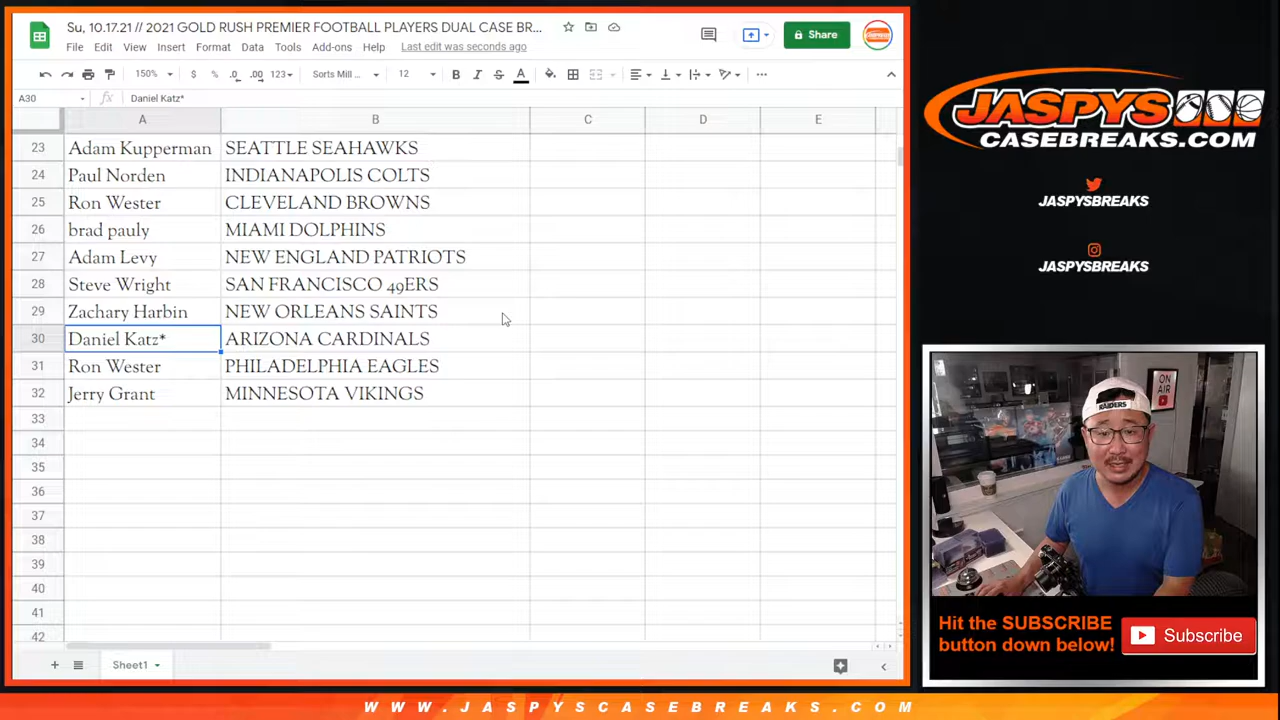 Su, 10.17.21 // 2021 GOLD RUSH PREMIER FOOTBALL PLAYERS DUAL CASE BR...
File Edit View Insert Format Data Tools Add-ons Help Last edit was seconds ago
Share
150% $ % .0 .00 123 Sorts Mill ... 12 B I S A
A30 fx Daniel Katz*
A B C D E
23 Adam Kupperman SEATTLE SEAHAWKS
24 Paul Norden INDIANAPOLIS COLTS
25 Ron Wester CLEVELAND BROWNS
26 brad pauly MIAMI DOLPHINS
27 Adam Levy NEW ENGLAND PATRIOTS
28 Steve Wright SAN FRANCISCO 49ERS
29 Zachary Harbin NEW ORLEANS SAINTS
30 Daniel Katz* ARIZONA CARDINALS
31 Ron Wester PHILADELPHIA EAGLES
32 Jerry Grant MINNESOTA VIKINGS
33
34
35
36
37
38
39
40
41
42
Sheet1
JASPYS
CASEBREAKS.COM
JASPYSBREAKS
JASPYSBREAKS
ON AIR
RAIDERS
Hit the SUBSCRIBE
button down below!
Subscribe
WWW.JASPYSCASEBREAKS.COM